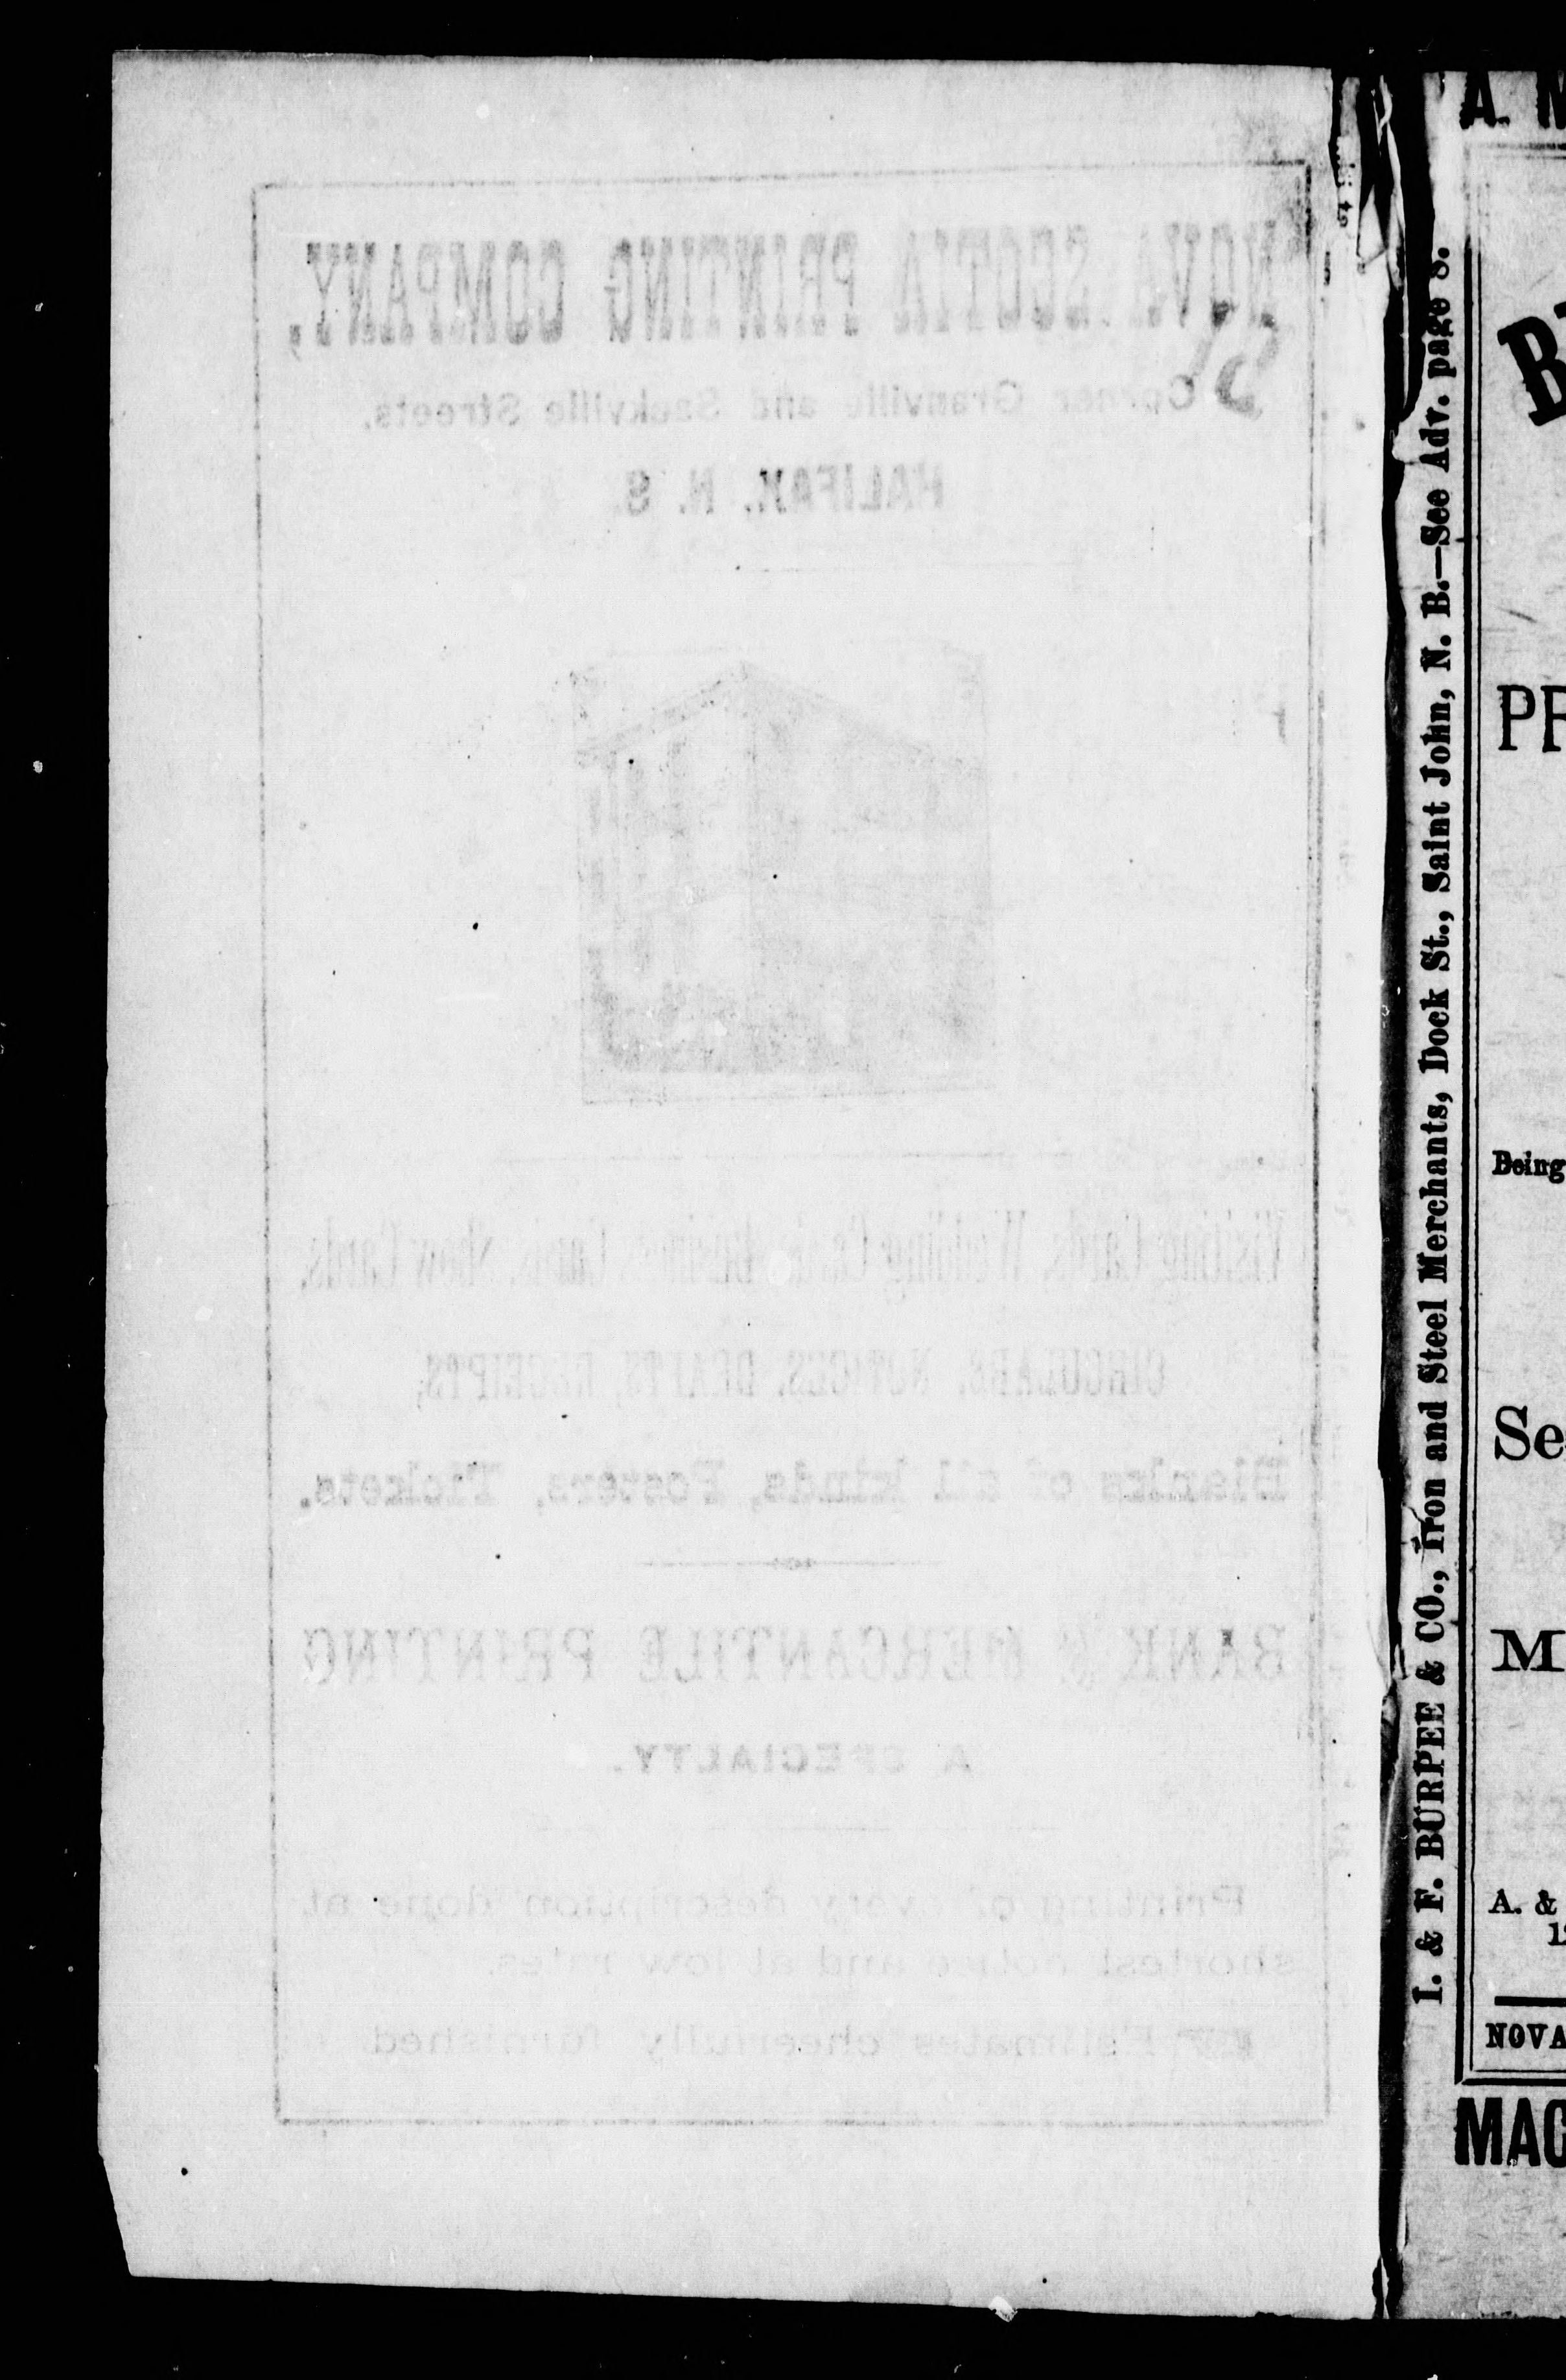 NOVA SCOTIA PRINTING COMPANY,
Corner Granville and Sackville Streets.
HALIFAX, N. S.
Visiting Cards, Wedding Cards, Business Cards, Show Cards,
CIRCULARS, NOTICES, DRAFTS, RECEIPTS,
Blanks of all kinds, Posters, Tickets.
BANK & MERCANTILE PRINTING
A SPECIALTY.
Printing of every description done at
shortest notice and at low rates.
Estimates cheerfully furnished
I. & F. BURPEE & CO., Iron and Steel Merchants, Dock St., Saint John, N. B.—See Adv. page 8.
A. M
B
PR
Being
Se
M
A. &
NOVA
MAC